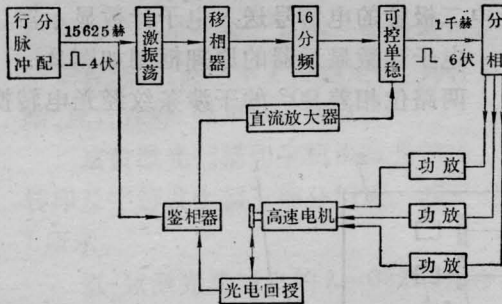 行脉冲
分配
15625赫
4伏
自激振荡
移相器
16分频
可控单稳
1千赫
6伏
分相
直流放大器
功放
鉴相器
高速电机
功放
功放
光电回授